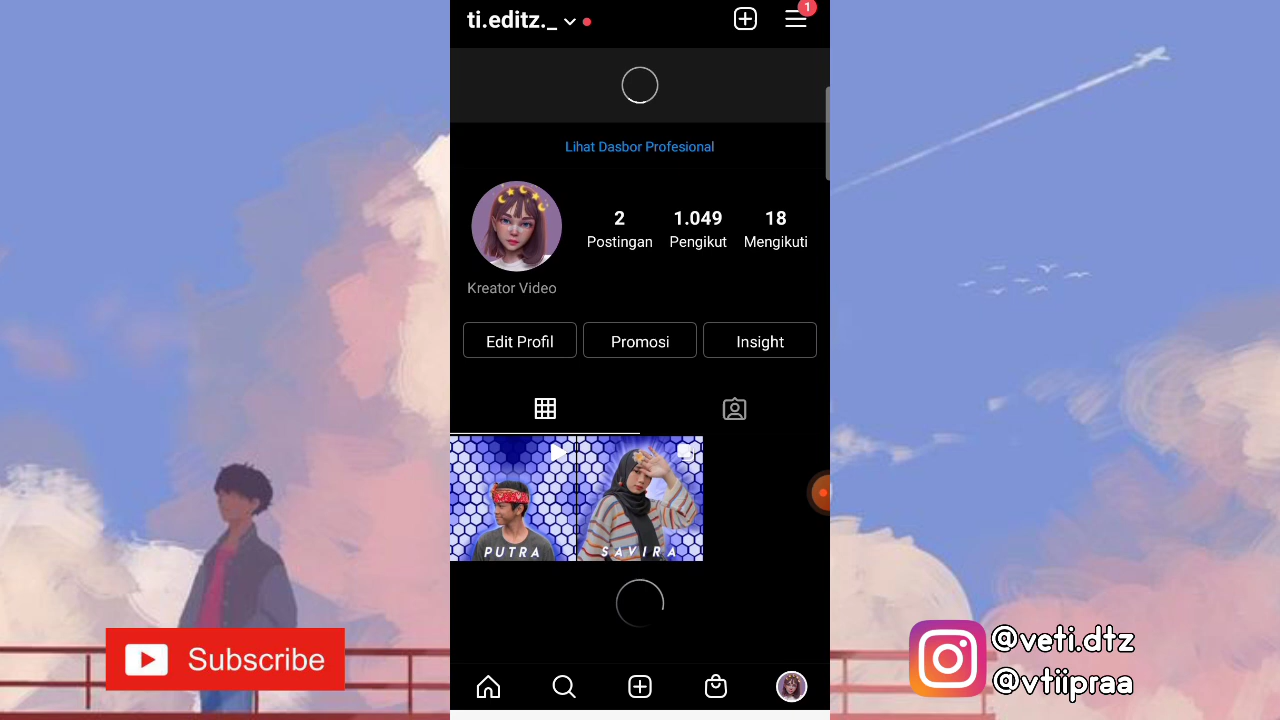 ti.editz._
1
Lihat Dasbor Profesional
2 1.049 18
Postingan Pengikut Mengikuti
Kreator Video
Edit Profil Promosi Insight
PUTRA SAVIRA
Subscribe
@veti.dtz
@vtiipraa